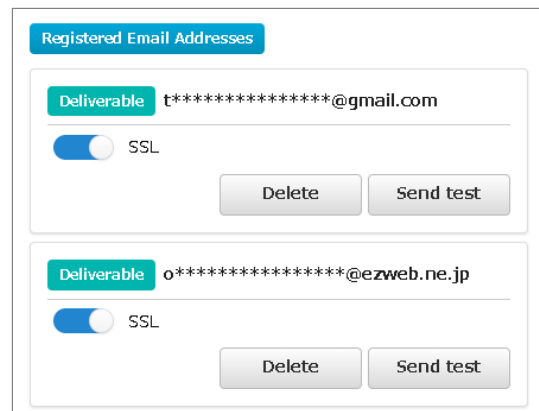 Registered Email Addresses
Deliverable t***************@gmail.com
SSL
Delete Send test
Deliverable o****************@ezweb.ne.jp
SSL
Delete Send test